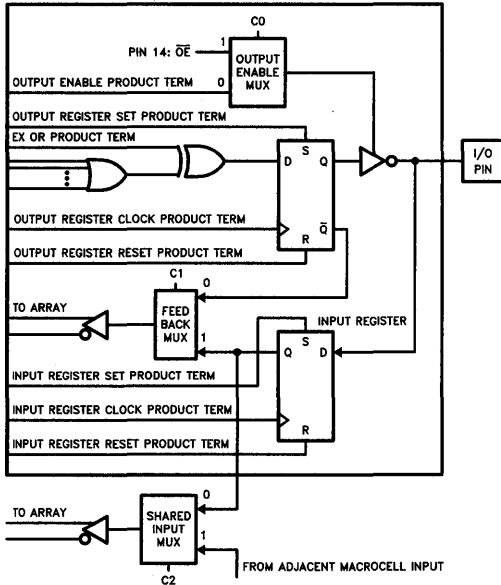 C0
1
PIN 14: O̅E̅
OUTPUT
ENABLE
MUX
OUTPUT ENABLE PRODUCT TERM
0
OUTPUT REGISTER SET PRODUCT TERM
EX OR PRODUCT TERM
S
D
Q
I/O
PIN
OUTPUT REGISTER CLOCK PRODUCT TERM
Q̅
R
OUTPUT REGISTER RESET PRODUCT TERM
C1
0
TO ARRAY
FEED
BACK
MUX
1
INPUT REGISTER
S
Q
D
INPUT REGISTER SET PRODUCT TERM
INPUT REGISTER CLOCK PRODUCT TERM
R
INPUT REGISTER RESET PRODUCT TERM
0
TO ARRAY
SHARED
INPUT
MUX
1
C2
FROM ADJACENT MACROCELL INPUT